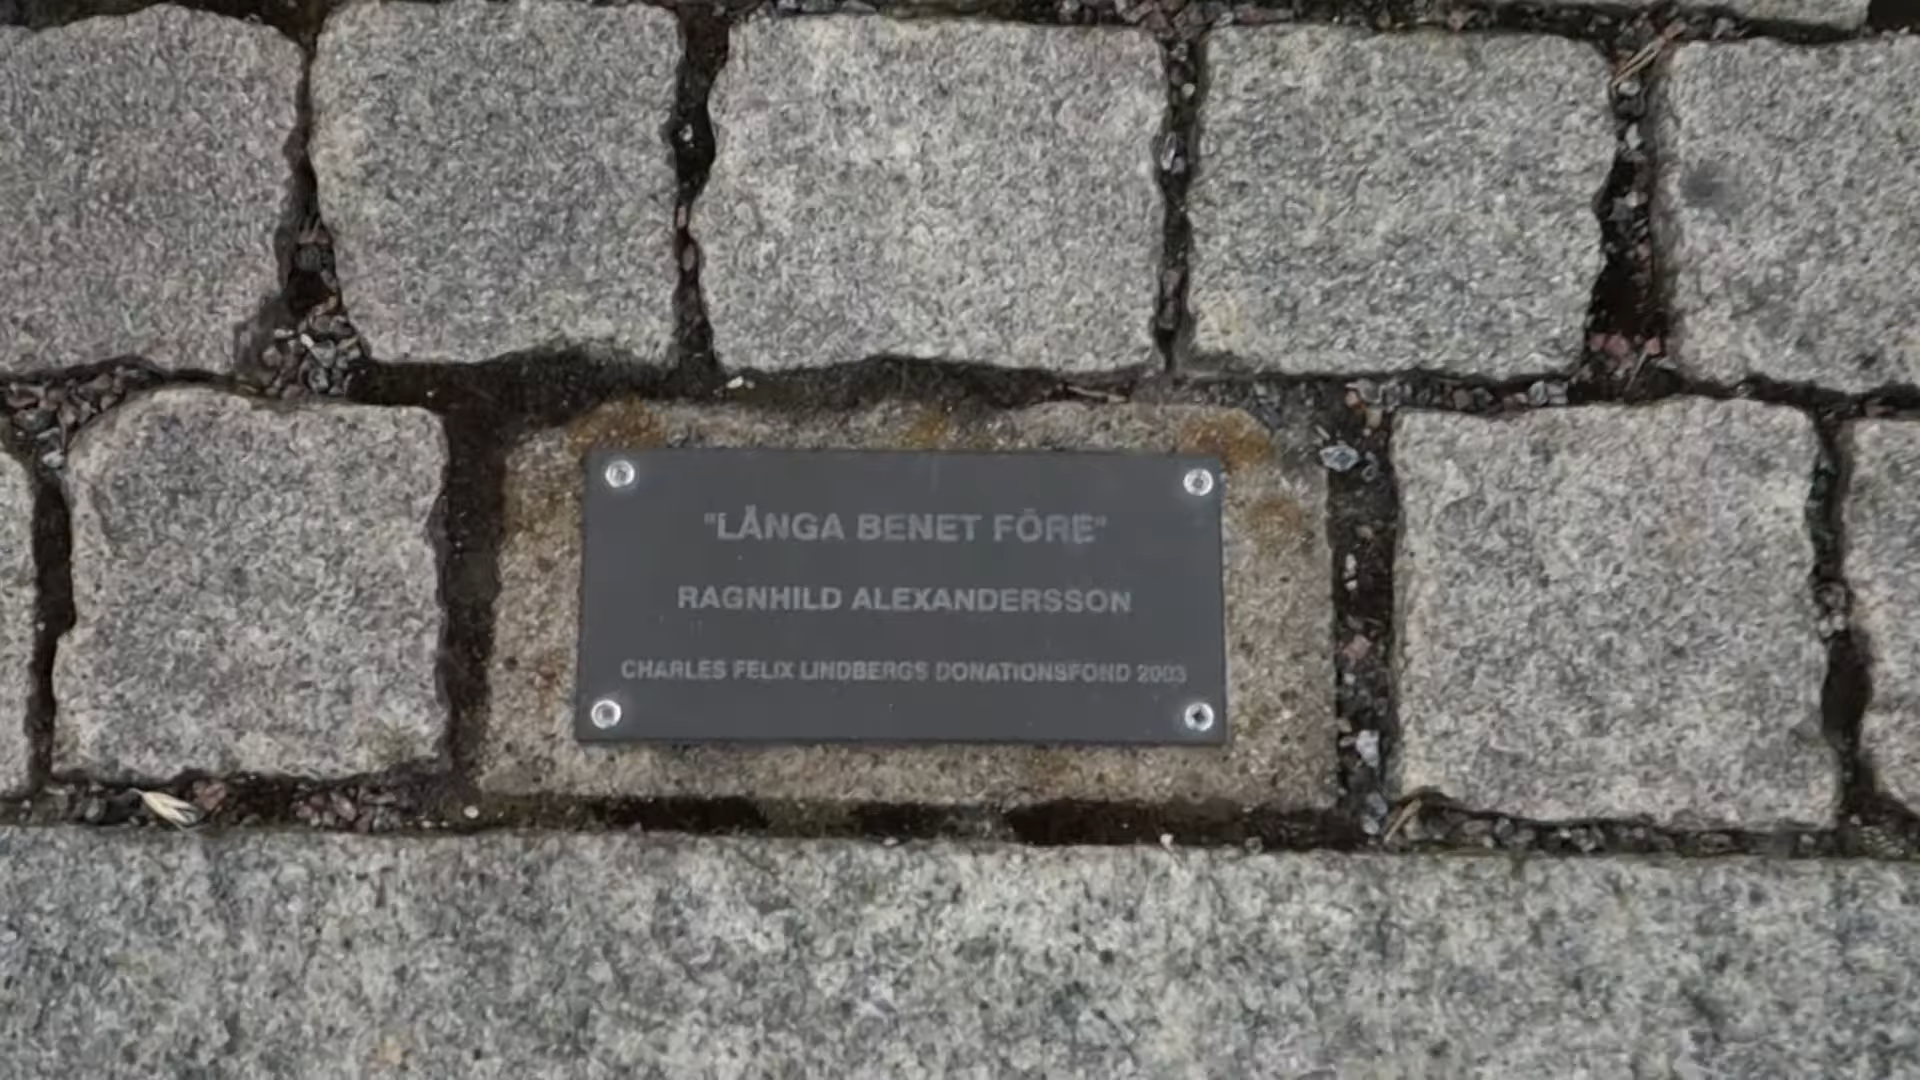 "LÅNGA BENET FÖRE"
RAGNHILD ALEXANDERSSON
CHARLES FELIX LINDBERGS DONATIONSFOND 2003